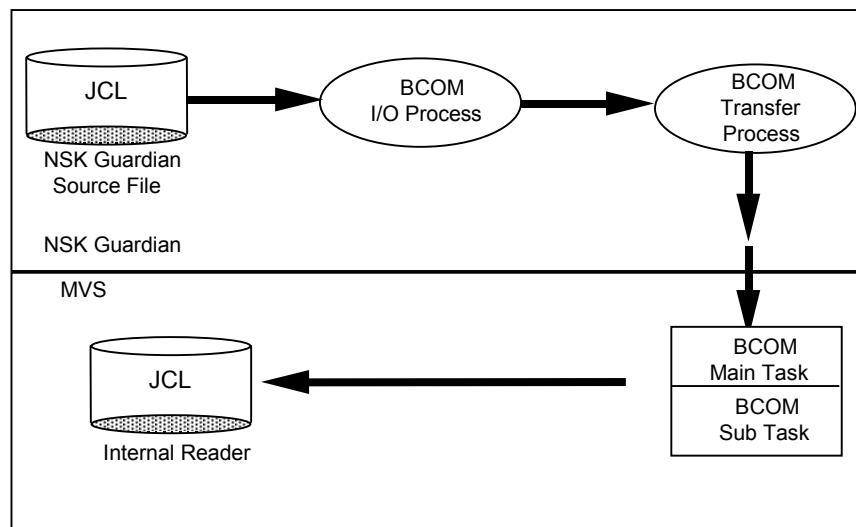 JCL
BCOM
I/O Process
BCOM
Transfer
Process
NSK Guardian
Source File
NSK Guardian
MVS
JCL
Internal Reader
BCOM
Main Task
BCOM
Sub Task